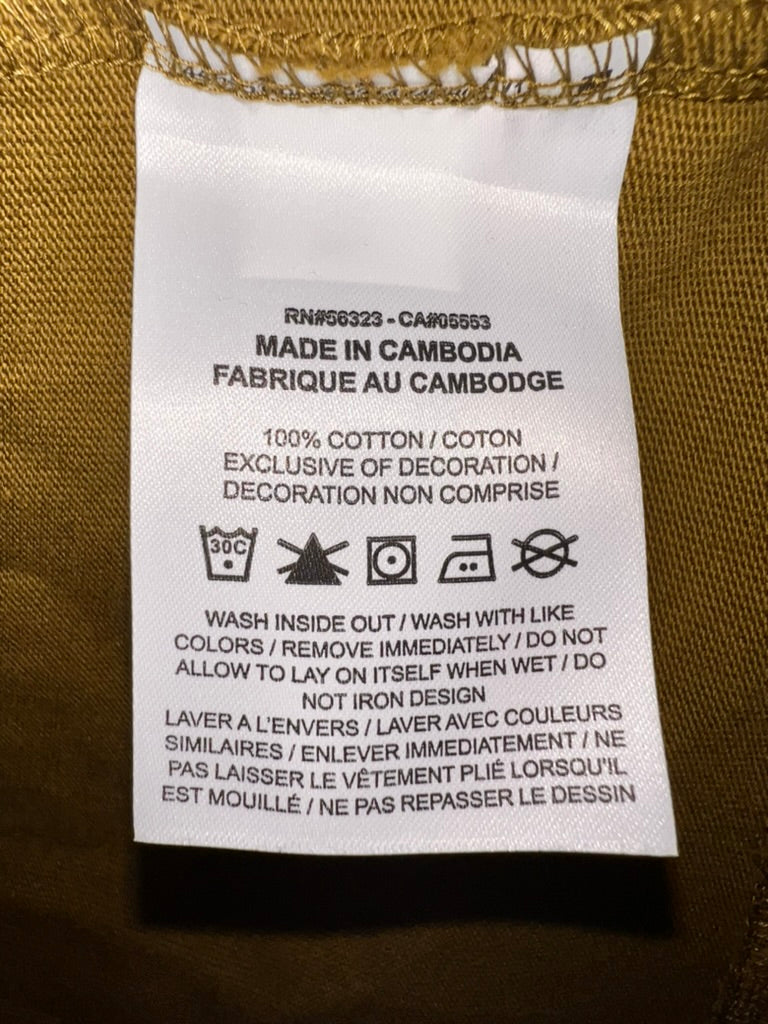 RN#56323 - CA#05553
MADE IN CAMBODIA
FABRIQUE AU CAMBODGE
100% COTTON / COTON
EXCLUSIVE OF DECORATION /
DECORATION NON COMPRISE
30C
WASH INSIDE OUT / WASH WITH LIKE
COLORS / REMOVE IMMEDIATELY / DO NOT
ALLOW TO LAY ON ITSELF WHEN WET / DO
NOT IRON DESIGN
LAVER A L'ENVERS / LAVER AVEC COULEURS
SIMILAIRES / ENLEVER IMMEDIATEMENT / NE
PAS LAISSER LE VÊTEMENT PLIÉ LORSQU'IL
EST MOUILLÉ / NE PAS REPASSER LE DESSIN